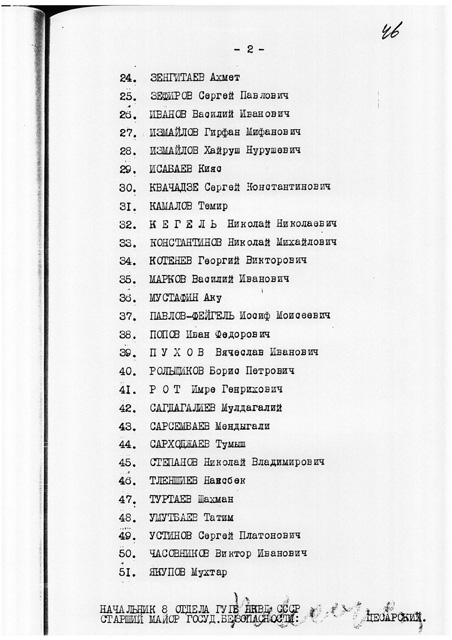 46
- 2 -
24. ЗЕНГИТАЕВ Ахмет
25. ЗЕФИРОВ Сергей Павлович
26. ИВАНОВ Василий Иванович
27. ИЗМАЙЛОВ Гирфан Мифанович
28. ИЗМАЙЛОВ Хайруш Нурушевич
29. ИСАБАЕВ Кияс
30. КВАЧАДЗЕ Сергей Константинович
31. КАМАЛОВ Темир
32. К Е Г Е Л Ь Николай Николаевич
33. КОНСТАНТИНОВ Николай Михайлович
34. КОТЕНЕВ Георгий Викторович
35. МАРКОВ Василий Иванович
36. МУСТАФИН Аку
37. ПАВЛОВ-ФЕЙГЕЛЬ Иосиф Моисеевич
38. ПОПОВ Иван Федорович
39. П У Х О В Вячеслав Иванович
40. РОЛЬЩИКОВ Борис Петрович
41. Р О Т Имре Генрихович
42. САГДАГАЛИЕВ Мулдагалий
43. САРСЕМБАЕВ Мендыгали
44. САРХОДЖАЕВ Тумыш
45. СТЕПАНОВ Николай Владимирович
46. ТЛЕНШИЕВ Наксбек
47. ТУРТАЕВ Шахман
48. УМУТБАЕВ Татим
49. УСТИНОВ Сергей Платонович
50. ЧАСОВНИКОВ Виктор Иванович
51. ЯКУПОВ Мухтар
НАЧАЛЬНИК 8 ОТДЕЛА ГУГБ НКВД СССР
СТАРШИЙ МАЙОР ГОСУД.БЕЗОПАСНОСТИ: ЦЕСАРСКИЙ.